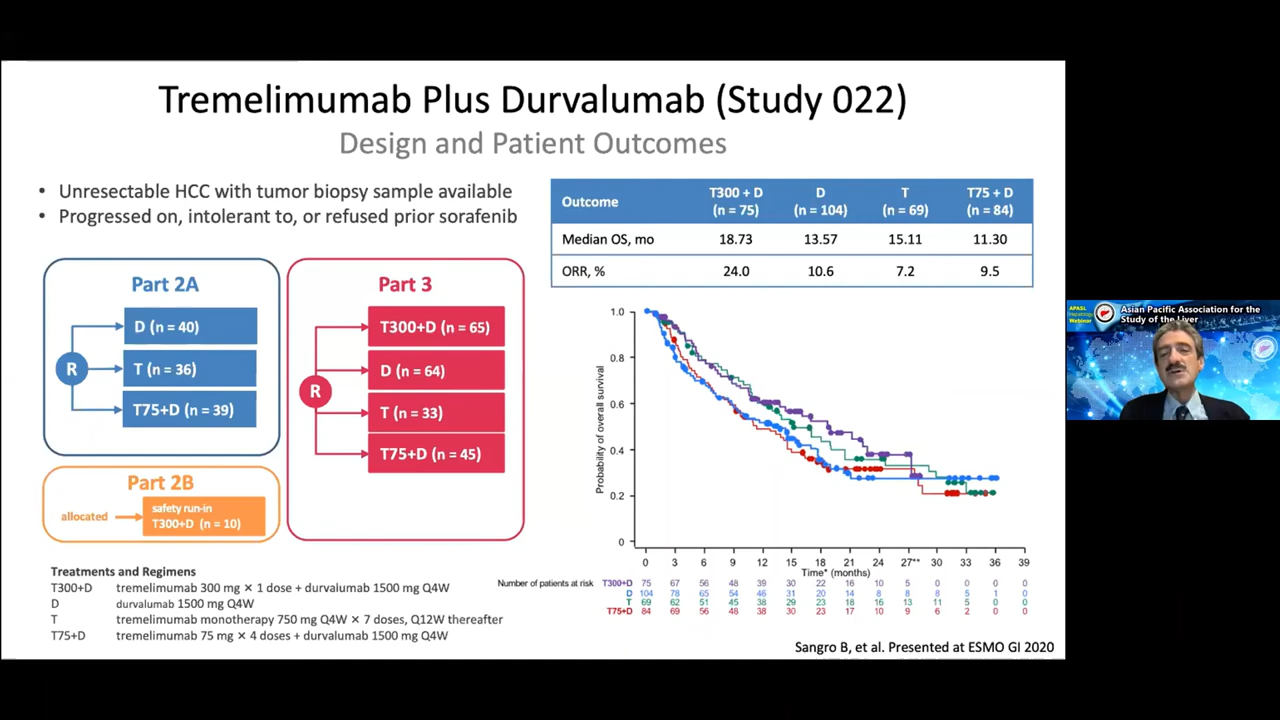 Tremelimumab Plus Durvalumab (Study 022)
Design and Patient Outcomes
• Unresectable HCC with tumor biopsy sample available
• Progressed on, intolerant to, or refused prior sorafenib
Part 2A
R
D (n = 40)
T (n = 36)
T75+D (n = 39)
Part 2B
allocated
safety run-in
T300+D (n = 10)
Part 3
R
T300+D (n = 65)
D (n = 64)
T (n = 33)
T75+D (n = 45)
Treatments and Regimens
T300+D tremelimumab 300 mg × 1 dose + durvalumab 1500 mg Q4W
D durvalumab 1500 mg Q4W
T tremelimumab monotherapy 750 mg Q4W × 7 doses, Q12W thereafter
T75+D tremelimumab 75 mg × 4 doses + durvalumab 1500 mg Q4W
Outcome T300 + D (n = 75) D (n = 104) T (n = 69) T75 + D (n = 84)
Median OS, mo 18.73 13.57 15.11 11.30
ORR, % 24.0 10.6 7.2 9.5
Probability of overall survival
1.0
0.8
0.6
0.4
0.2
0
0 3 6 9 12 15 18 21 24 27** 30 33 36 39
Time* (months)
Number of patients at risk
T300+D 75 67 56 48 39 30 22 16 10 5 0 0 0 0
D 104 78 65 54 46 31 20 14 8 8 8 5 1 0
T 69 62 51 45 38 29 23 18 16 13 11 5 0 0
T75+D 84 69 56 48 38 30 23 17 10 9 6 2 0 0
Sangro B, et al. Presented at ESMO GI 2020
APASL
Hepatology
Webinar
Asian Pacific Association for the
Study of the Liver